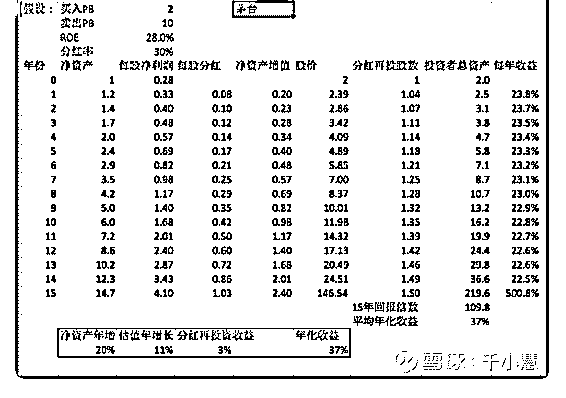 假设： 买入PB 2 茅台
卖出PB 10
ROE 28.0%
分红率 30%
年份 净资产 每股净利润 每股分红 净资产增值 股价 分红再投股数 投资者总资产 每年收益
0 1 0.28 2 1 2.0
1 1.2 0.33 0.08 0.20 2.39 1.04 2.5 23.8%
2 1.4 0.40 0.10 0.23 2.86 1.07 3.1 23.7%
3 1.7 0.48 0.12 0.28 3.42 1.11 3.8 23.5%
4 2.0 0.57 0.14 0.34 4.09 1.14 4.7 23.4%
5 2.4 0.69 0.17 0.40 4.89 1.18 5.8 23.3%
6 2.9 0.82 0.21 0.48 5.85 1.21 7.1 23.2%
7 3.5 0.98 0.25 0.57 7.00 1.25 8.7 23.1%
8 4.2 1.17 0.29 0.69 8.37 1.28 10.7 23.0%
9 5.0 1.40 0.35 0.82 10.01 1.32 13.2 22.9%
10 6.0 1.68 0.42 0.98 11.98 1.35 16.2 22.8%
11 7.2 2.01 0.50 1.17 14.32 1.39 19.9 22.7%
12 8.6 2.40 0.60 1.40 17.13 1.42 24.4 22.6%
13 10.2 2.87 0.72 1.68 20.49 1.46 29.8 22.6%
14 12.3 3.43 0.86 2.01 24.51 1.49 36.6 22.5%
15 14.7 4.10 1.03 2.40 146.54 1.50 219.6 500.8%
15年回报倍数 109.8
平均年化收益 37%
净资产年增 估值年增长 分红再投资收益 年化收益
20% 11% 3% 37%
雪球：千小慧